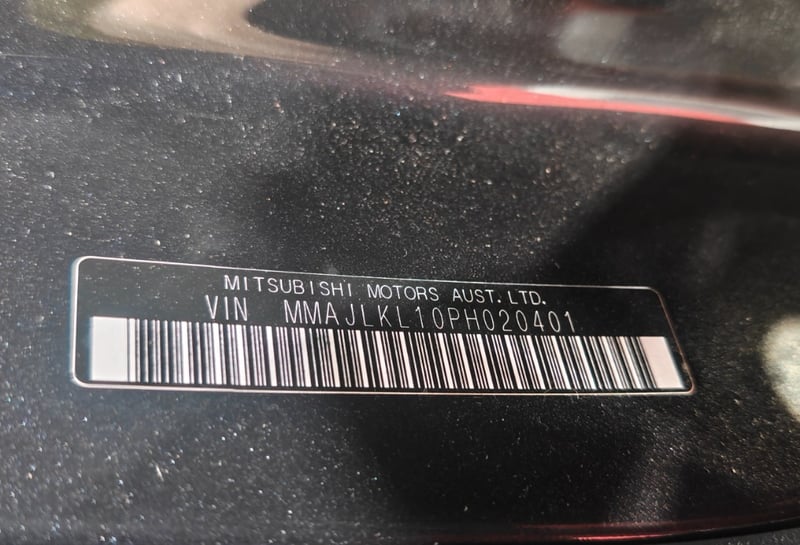 MITSUBISHI MOTORS AUST. LTD.
VIN MMAJLKL10PH020401